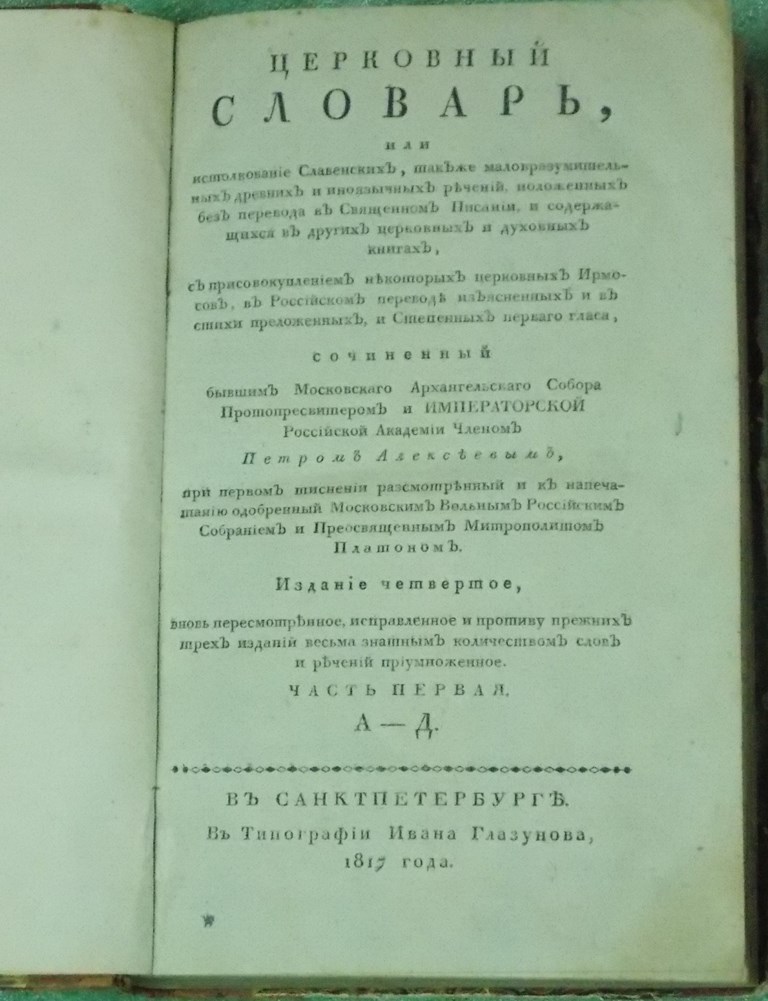 ЦЕРКОВНЫЙ
СЛОВАРЬ,
или
истолкованіе Славенскихъ, такъже маловразумитель-
ныхъ древнихъ и иноязычныхъ рѣченій, положенныхъ
безъ перевода въ Священномъ Писаніи, и содержа-
щихся въ другихъ церковныхъ и духовныхъ
книгахъ,
съ присовокупленіемъ нѣкоторыхъ церковныхъ Ирмо-
совъ, въ Россійскомъ переводѣ изъясненныхъ и въ
стихи преложенныхъ, и Степенныхъ перваго гласа,
сочиненный
бывшимъ Московскаго Архангельскаго Собора
Протопресвитеромъ и ИМПЕРАТОРСКОЙ
Россійской Академіи Членомъ
Петромъ Алексѣевымъ,
при первомъ тисненіи разсмотрѣнный и къ напеча-
танію одобренный Московскимъ Вольнымъ Россійскимъ
Собраніемъ и Преосвященнымъ Митрополитомъ
Платономъ.
Изданіе четвертое,
вновь пересмотрѣнное, исправленное и противу прежнихъ
трехъ изданій весьма знатнымъ количествомъ словъ
и рѣченій пріумноженное.
ЧАСТЬ ПЕРВАЯ.
А — Д.
ВЪ САНКТПЕТЕРБУРГѢ.
Въ Типографіи Ивана Глазунова,
1817 года.